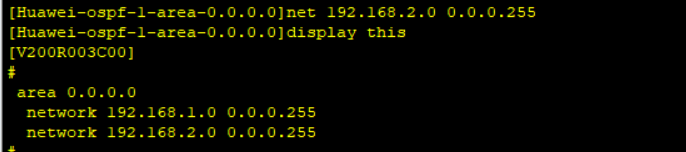 [Huawei-ospf-1-area-0.0.0.0]net 192.168.2.0 0.0.0.255
[Huawei-ospf-1-area-0.0.0.0]display this
[V200R003C00]
#
 area 0.0.0.0
  network 192.168.1.0 0.0.0.255
  network 192.168.2.0 0.0.0.255
#